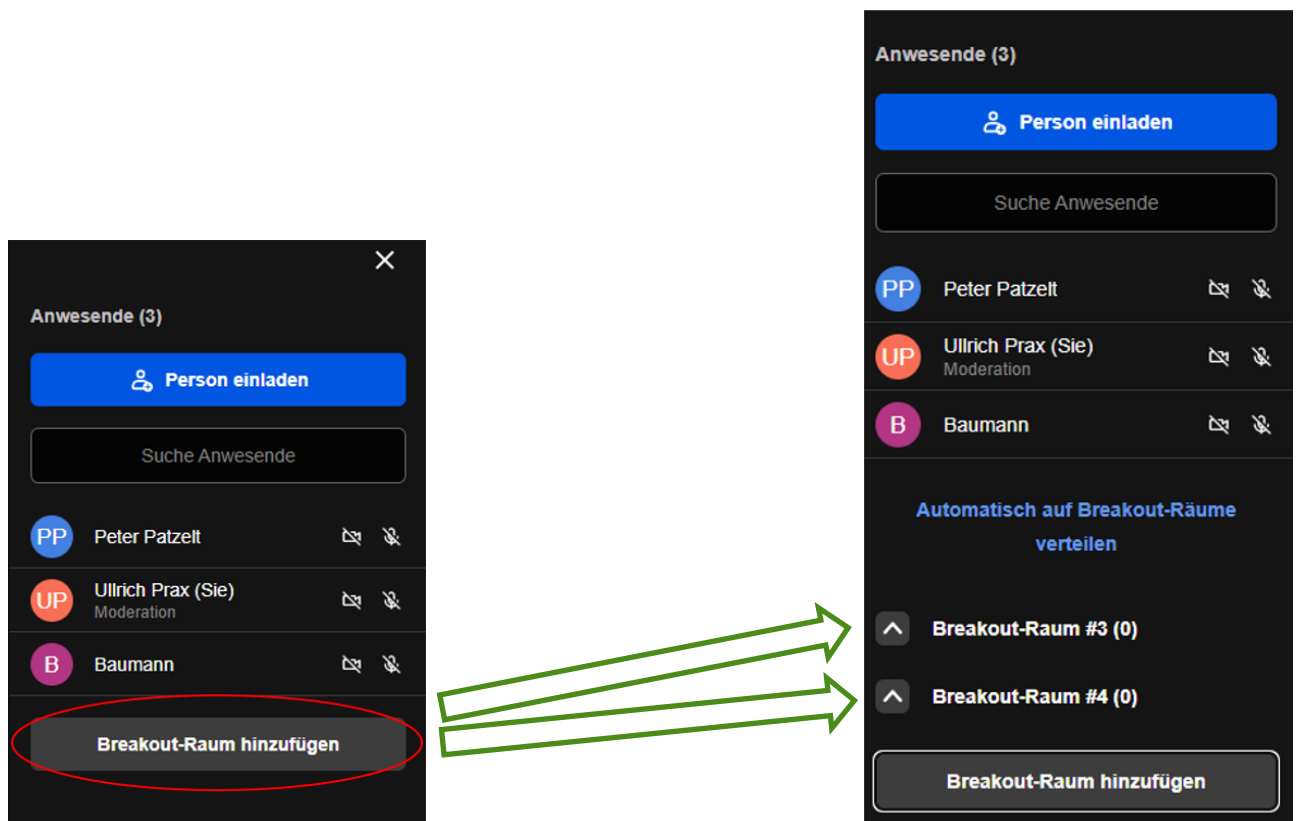 Anwesende (3)
Person einladen
Suche Anwesende
PP Peter Patzelt
UP Ullrich Prax (Sie)
Moderation
B Baumann
Breakout-Raum hinzufügen
Anwesende (3)
Person einladen
Suche Anwesende
PP Peter Patzelt
UP Ullrich Prax (Sie)
Moderation
B Baumann
Automatisch auf Breakout-Räume
verteilen
Breakout-Raum #3 (0)
Breakout-Raum #4 (0)
Breakout-Raum hinzufügen